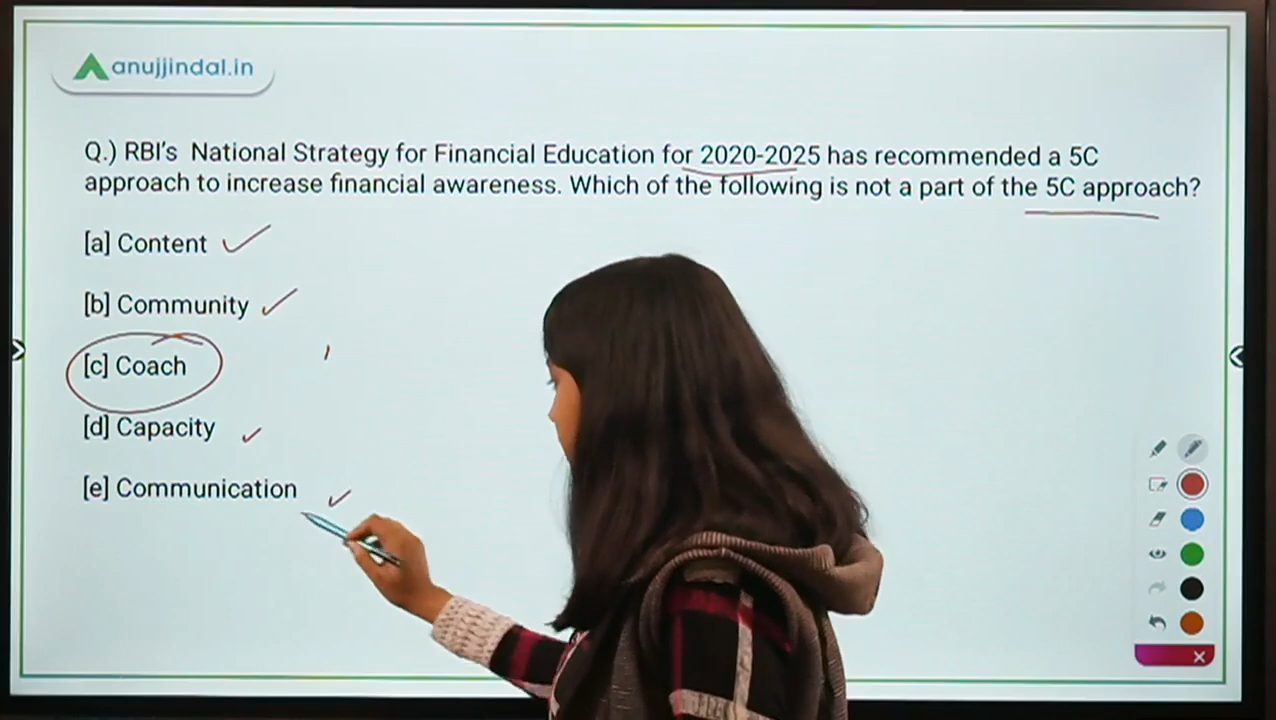 anujjindal.in
Q.) RBI's National Strategy for Financial Education for 2020-2025 has recommended a 5C
approach to increase financial awareness. Which of the following is not a part of the 5C approach?
[a] Content
[b] Community
[c] Coach
[d] Capacity
[e] Communication